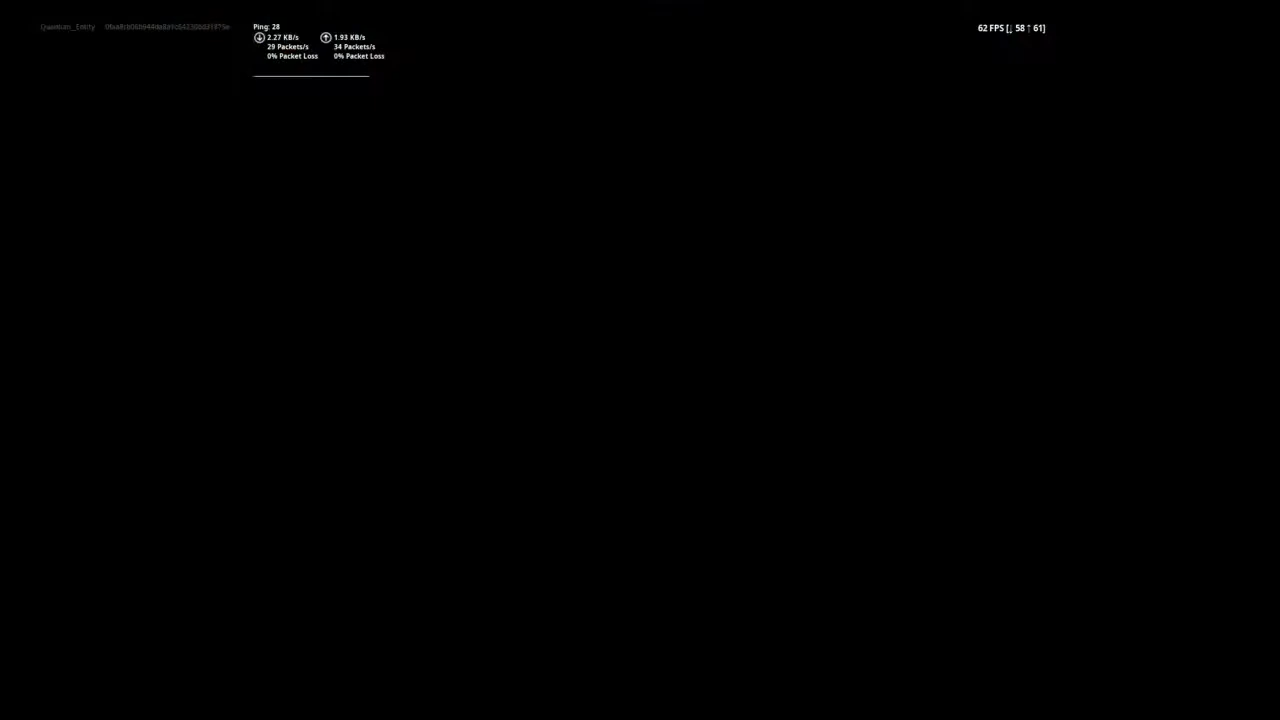 Quantum_Entity
Ping: 28
2.27 KB/s 1.93 KB/s
29 Packets/s 34 Packets/s
0% Packet Loss 0% Packet Loss
62 FPS [↓ 58 ↑ 61]